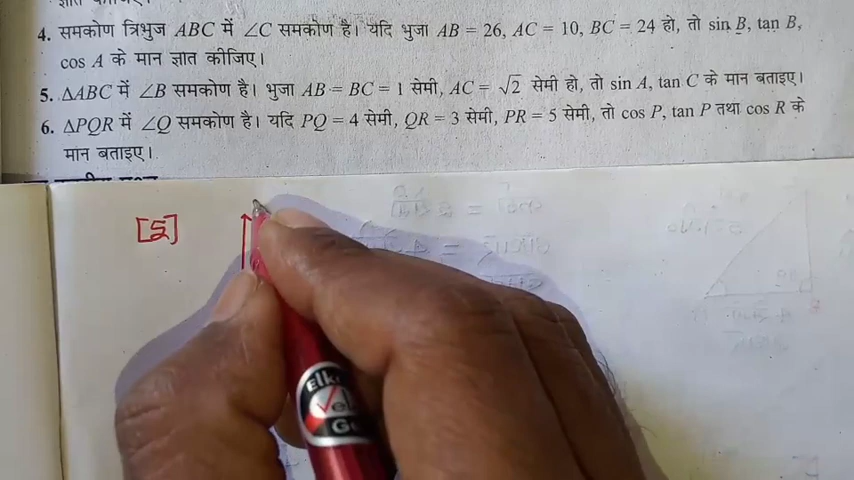 4. समकोण त्रिभुज ABC में ∠C समकोण है। यदि भुजा AB = 26, AC = 10, BC = 24 हो, तो sin B, tan B,
cos A के मान ज्ञात कीजिए।
5. ΔABC में ∠B समकोण है। भुजा AB = BC = 1 सेमी, AC = √2 सेमी हो, तो sin A, tan C के मान बताइए।
6. ΔPQR में ∠Q समकोण है। यदि PQ = 4 सेमी, QR = 3 सेमी, PR = 5 सेमी, तो cos P, tan P तथा cos R के
मान बताइए।
[5]